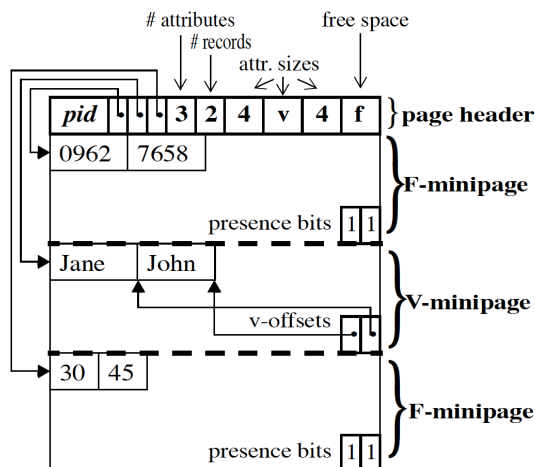 # attributes
# records
attr. sizes
free space
pid 3 2 4 v 4 f
page header
0962 7658
F-minipage
presence bits 1 1
Jane John
V-minipage
v-offsets
30 45
F-minipage
presence bits 1 1